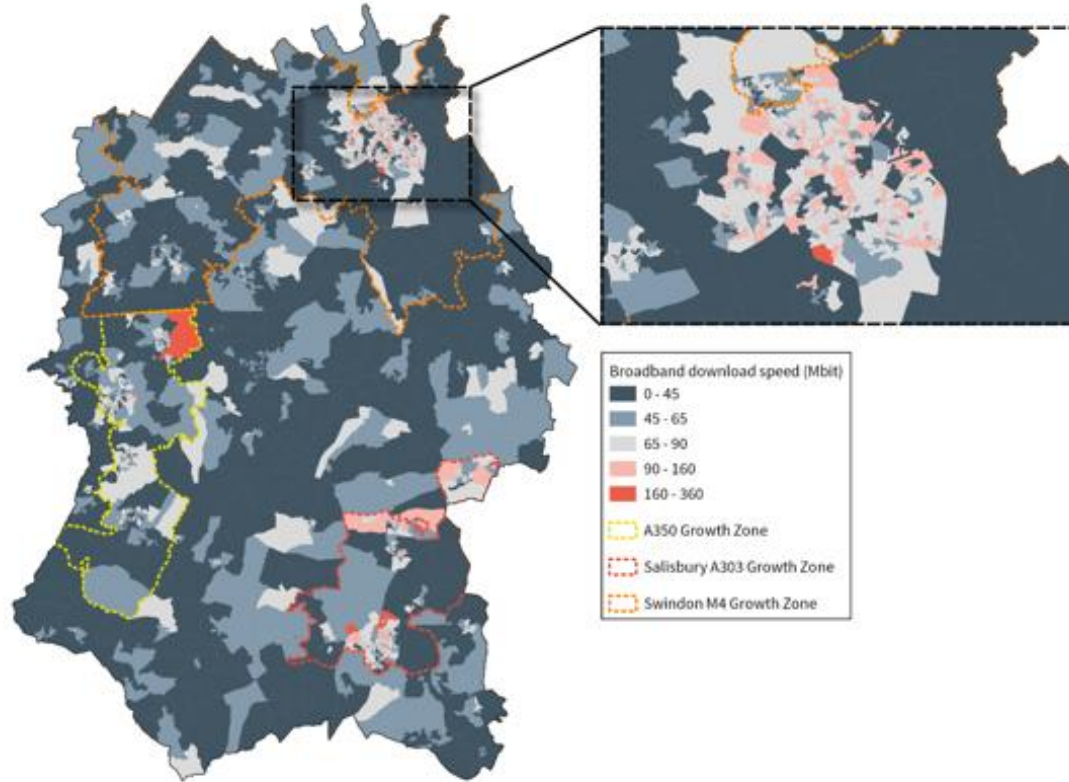 Broadband download speed (Mbit)
0 - 45
45 - 65
65 - 90
90 - 160
160 - 360
A350 Growth Zone
Salisbury A303 Growth Zone
Swindon M4 Growth Zone